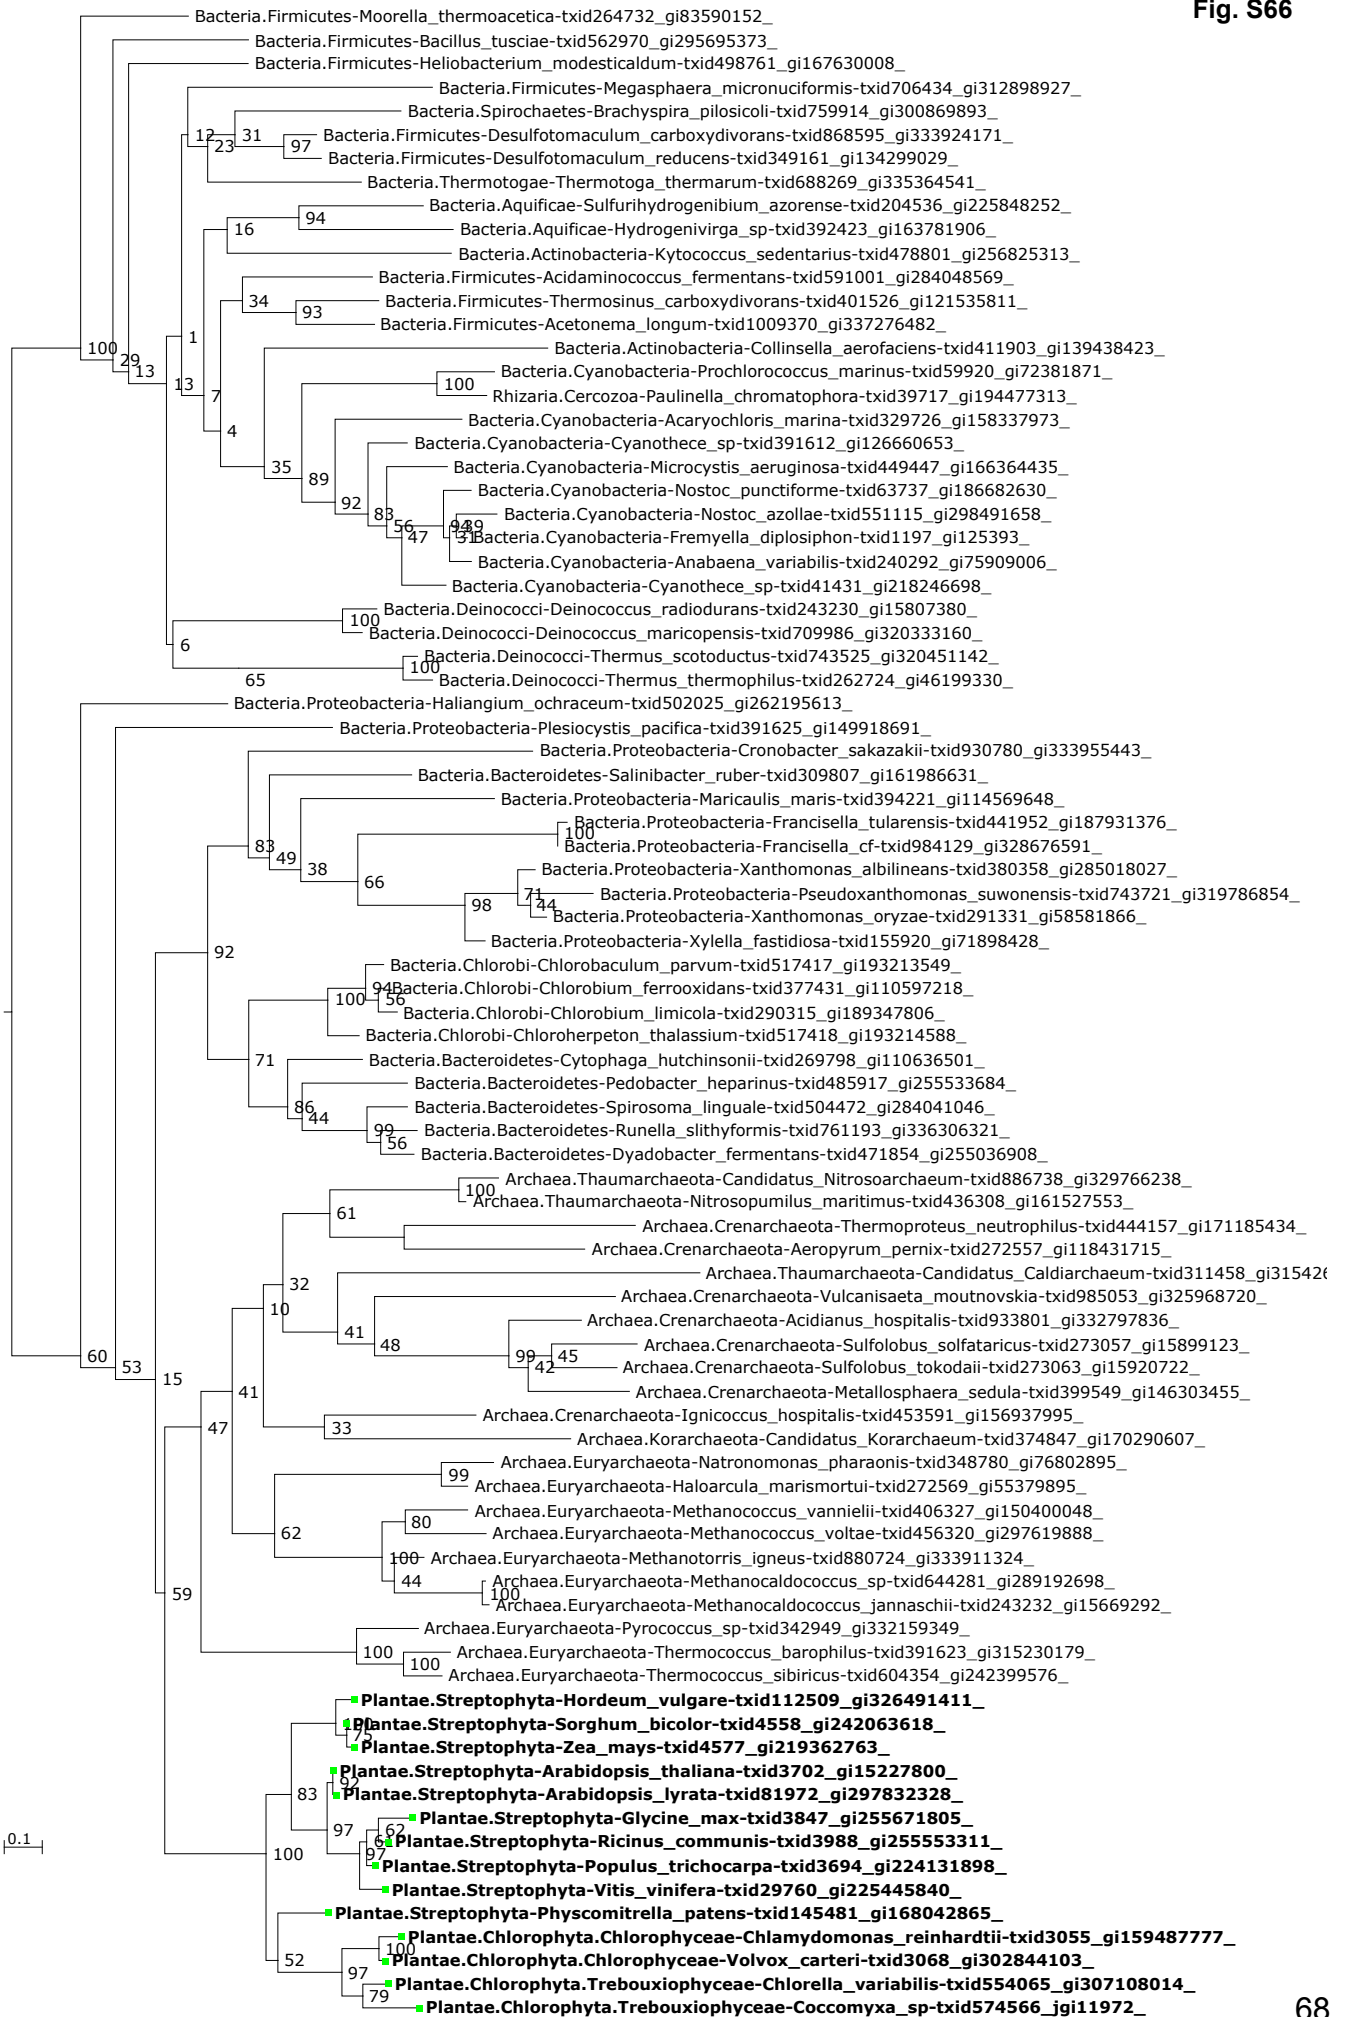 Fig. S66
Bacteria.Firmicutes-Moorella_thermoacetica-txid264732_gi83590152_
Bacteria.Firmicutes-Bacillus_tusciae-txid562970_gi295695373_
Bacteria.Firmicutes-Heliobacterium_modesticaldum-txid498761_gi167630008_
Bacteria.Firmicutes-Megasphaera_micronuciformis-txid706434_gi312898927_
Bacteria.Spirochaetes-Brachyspira_pilosicoli-txid759914_gi300869893_
12 31 Bacteria.Firmicutes-Desulfotomaculum_carboxydivorans-txid868595_gi333924171_
23 97
Bacteria.Firmicutes-Desulfotomaculum_reducens-txid349161_gi134299029_
Bacteria.Thermotogae-Thermotoga_thermarum-txid688269_gi335364541_
Bacteria.Aquificae-Sulfurihydrogenibium_azorense-txid204536_gi225848252_
94
16 Bacteria.Aquificae-Hydrogenivirga_sp-txid392423_gi163781906_
Bacteria.Actinobacteria-Kytococcus_sedentarius-txid478801_gi256825313_
Bacteria.Firmicutes-Acidaminococcus_fermentans-txid591001_gi284048569_
34 Bacteria.Firmicutes-Thermosinus_carboxydivorans-txid401526_gi121535811_
93
Bacteria.Firmicutes-Acetonema_longum-txid1009370_gi337276482_
1
100 Bacteria.Actinobacteria-Collinsella_aerofaciens-txid411903_gi139438423_
29
13 Bacteria.Cyanobacteria-Prochlorococcus_marinus-txid59920_gi72381871_
13 100
7 Rhizaria.Cercozoa-Paulinella_chromatophora-txid39717_gi194477313_
Bacteria.Cyanobacteria-Acaryochloris_marina-txid329726_gi158337973_
4
Bacteria.Cyanobacteria-Cyanothece_sp-txid391612_gi126660653_
35 Bacteria.Cyanobacteria-Microcystis_aeruginosa-txid449447_gi166364435_
89
Bacteria.Cyanobacteria-Nostoc_punctiforme-txid63737_gi186682630_
92
83 Bacteria.Cyanobacteria-Nostoc_azollae-txid551115_gi298491658_
56 94 39
47 31 Bacteria.Cyanobacteria-Fremyella_diplosiphon-txid1197_gi125393_
Bacteria.Cyanobacteria-Anabaena_variabilis-txid240292_gi75909006_
Bacteria.Cyanobacteria-Cyanothece_sp-txid41431_gi218246698_
Bacteria.Deinococci-Deinococcus_radiodurans-txid243230_gi15807380_
100
Bacteria.Deinococci-Deinococcus_maricopensis-txid709986_gi320333160_
6
Bacteria.Deinococci-Thermus_scotoductus-txid743525_gi320451142_
100
65 Bacteria.Deinococci-Thermus_thermophilus-txid262724_gi46199330_
Bacteria.Proteobacteria-Haliangium_ochraceum-txid502025_gi262195613_
Bacteria.Proteobacteria-Plesiocystis_pacifica-txid391625_gi149918691_
Bacteria.Proteobacteria-Cronobacter_sakazakii-txid930780_gi333955443_
Bacteria.Bacteroidetes-Salinibacter_ruber-txid309807_gi161986631_
Bacteria.Proteobacteria-Maricaulis_maris-txid394221_gi114569648_
Bacteria.Proteobacteria-Francisella_tularensis-txid441952_gi187931376_
100
83 Bacteria.Proteobacteria-Francisella_cf-txid984129_gi328676591_
49
38 Bacteria.Proteobacteria-Xanthomonas_albilineans-txid380358_gi285018027_
66
71 Bacteria.Proteobacteria-Pseudoxanthomonas_suwonensis-txid743721_gi319786854_
98 44
Bacteria.Proteobacteria-Xanthomonas_oryzae-txid291331_gi58581866_
Bacteria.Proteobacteria-Xylella_fastidiosa-txid155920_gi71898428_
92
Bacteria.Chlorobi-Chlorobaculum_parvum-txid517417_gi193213549_
94 Bacteria.Chlorobi-Chlorobium_ferrooxidans-txid377431_gi110597218_
100 56
Bacteria.Chlorobi-Chlorobium_limicola-txid290315_gi189347806_
Bacteria.Chlorobi-Chloroherpeton_thalassium-txid517418_gi193214588_
71 Bacteria.Bacteroidetes-Cytophaga_hutchinsonii-txid269798_gi110636501_
Bacteria.Bacteroidetes-Pedobacter_heparinus-txid485917_gi255533684_
86 Bacteria.Bacteroidetes-Spirosoma_linguale-txid504472_gi284041046_
44
99 Bacteria.Bacteroidetes-Runella_slithyformis-txid761193_gi336306321_
56
Bacteria.Bacteroidetes-Dyadobacter_fermentans-txid471854_gi255036908_
Archaea.Thaumarchaeota-Candidatus_Nitrosoarchaeum-txid886738_gi329766238_
100
Archaea.Thaumarchaeota-Nitrosopumilus_maritimus-txid436308_gi161527553_
61
Archaea.Crenarchaeota-Thermoproteus_neutrophilus-txid444157_gi171185434_
Archaea.Crenarchaeota-Aeropyrum_pernix-txid272557_gi118431715_
Archaea.Thaumarchaeota-Candidatus_Caldiarchaeum-txid311458_gi315426
32
Archaea.Crenarchaeota-Vulcanisaeta_moutnovskia-txid985053_gi325968720_
10
Archaea.Crenarchaeota-Acidianus_hospitalis-txid933801_gi332797836_
41
48 Archaea.Crenarchaeota-Sulfolobus_solfataricus-txid273057_gi15899123_
60 99 45
53 42 Archaea.Crenarchaeota-Sulfolobus_tokodaii-txid273063_gi15920722_
15
41 Archaea.Crenarchaeota-Metallosphaera_sedula-txid399549_gi146303455_
Archaea.Crenarchaeota-Ignicoccus_hospitalis-txid453591_gi156937995_
47 33
Archaea.Korarchaeota-Candidatus_Korarchaeum-txid374847_gi170290607_
Archaea.Euryarchaeota-Natronomonas_pharaonis-txid348780_gi76802895_
99
Archaea.Euryarchaeota-Haloarcula_marismortui-txid272569_gi55379895_
Archaea.Euryarchaeota-Methanococcus_vannielii-txid406327_gi150400048_
80
62 Archaea.Euryarchaeota-Methanococcus_voltae-txid456320_gi297619888_
100 Archaea.Euryarchaeota-Methanotorris_igneus-txid880724_gi333911324_
44 Archaea.Euryarchaeota-Methanocaldococcus_sp-txid644281_gi289192698_
59 100
Archaea.Euryarchaeota-Methanocaldococcus_jannaschii-txid243232_gi15669292_
Archaea.Euryarchaeota-Pyrococcus_sp-txid342949_gi332159349_
100 Archaea.Euryarchaeota-Thermococcus_barophilus-txid391623_gi315230179_
100
Archaea.Euryarchaeota-Thermococcus_sibiricus-txid604354_gi242399576_
Plantae.Streptophyta-Hordeum_vulgare-txid112509_gi326491411_
Plantae.Streptophyta-Sorghum_bicolor-txid4558_gi242063618_
75
Plantae.Streptophyta-Zea_mays-txid4577_gi219362763_
Plantae.Streptophyta-Arabidopsis_thaliana-txid3702_gi15227800_
92
83 Plantae.Streptophyta-Arabidopsis_lyrata-txid81972_gi297832328_
Plantae.Streptophyta-Glycine_max-txid3847_gi255671805_
97 62
0.1 Plantae.Streptophyta-Ricinus_communis-txid3988_gi255553311_
100 97
Plantae.Streptophyta-Populus_trichocarpa-txid3694_gi224131898_
Plantae.Streptophyta-Vitis_vinifera-txid29760_gi225445840_
Plantae.Streptophyta-Physcomitrella_patens-txid145481_gi168042865_
Plantae.Chlorophyta.Chlorophyceae-Chlamydomonas_reinhardtii-txid3055_gi159487777_
100
52 Plantae.Chlorophyta.Chlorophyceae-Volvox_carteri-txid3068_gi302844103_
97
Plantae.Chlorophyta.Trebouxiophyceae-Chlorella_variabilis-txid554065_gi307108014_
79
Plantae.Chlorophyta.Trebouxiophyceae-Coccomyxa_sp-txid574566_jgi11972_
68